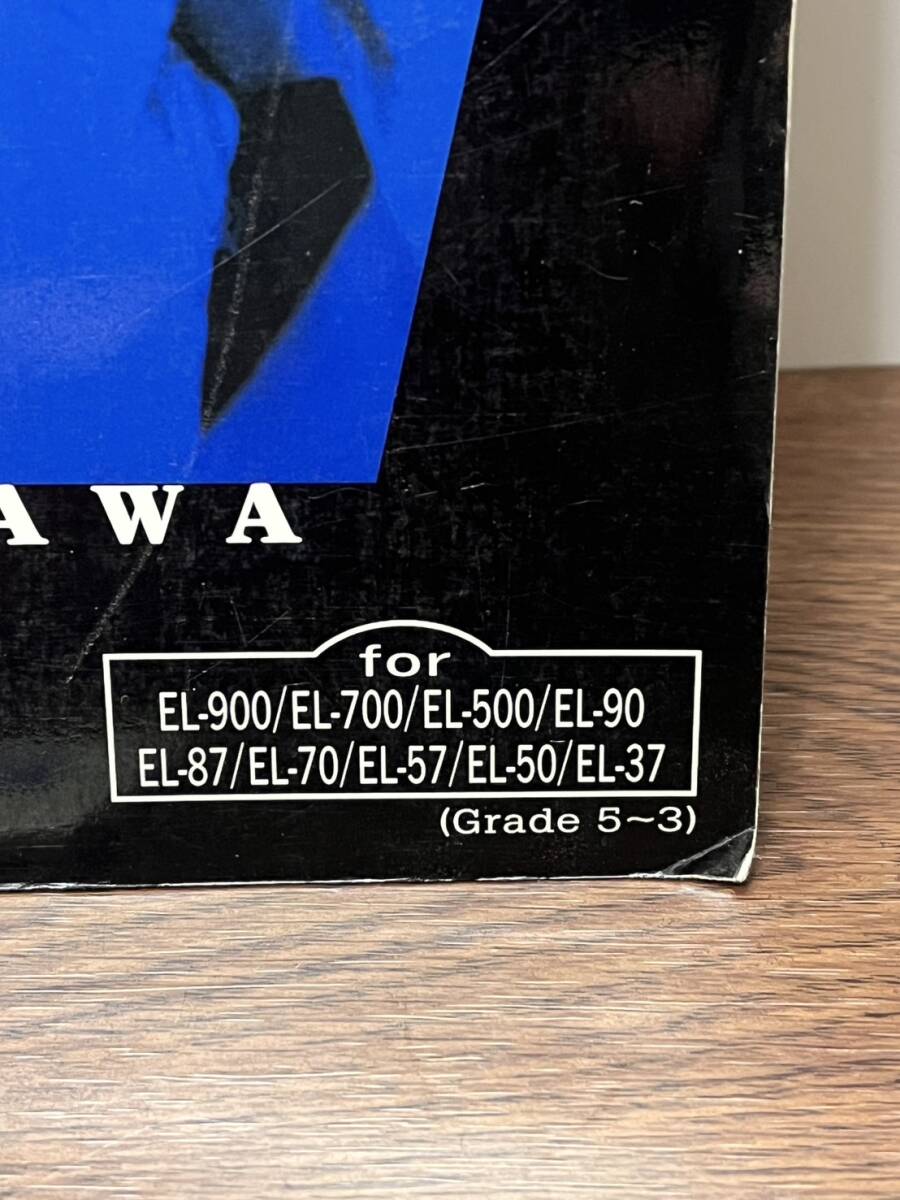 AWA
for
EL-900/EL-700/EL-500/EL-90
EL-87/EL-70/EL-57/EL-50/EL-37
(Grade 5~3)